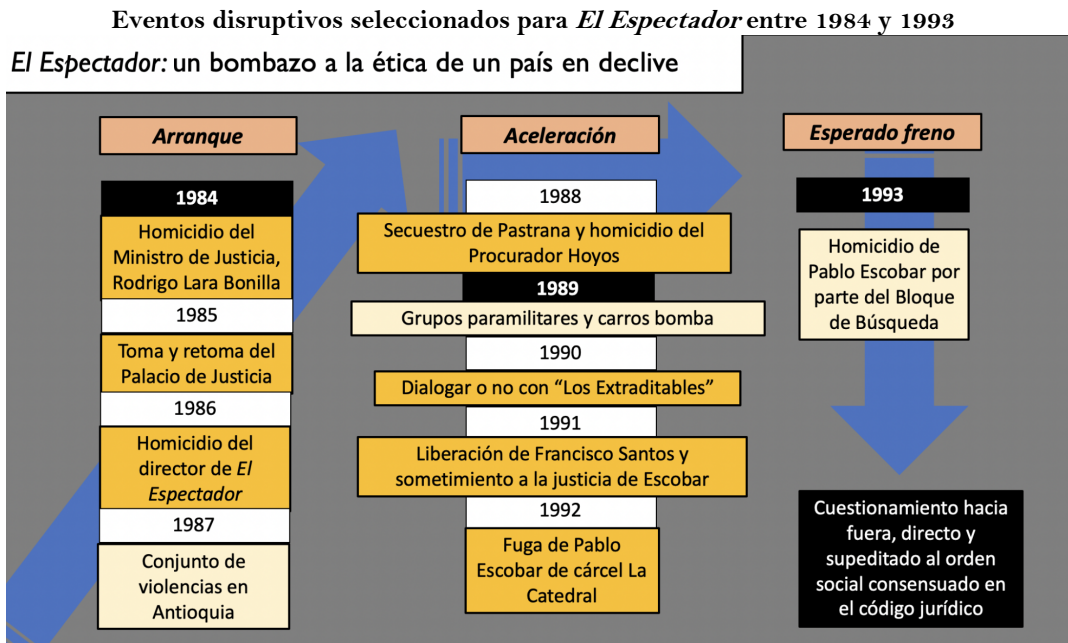 Eventos disruptivos seleccionados para El Espectador entre 1984 y 1993
El Espectador: un bombazo a la ética de un país en declive
Arranque
1984
Homicidio del
Ministro de Justicia,
Rodrigo Lara Bonilla
1985
Toma y retoma del
Palacio de Justicia
1986
Homicidio del
director de El
Espectador
1987
Conjunto de
violencias en
Antioquia
Aceleración
1988
Secuestro de Pastrana y homicidio del
Procurador Hoyos
1989
Grupos paramilitares y carros bomba
1990
Dialogar o no con “Los Extraditables”
1991
Liberación de Francisco Santos y
sometimiento a la justicia de Escobar
1992
Fuga de Pablo
Escobar de cárcel La
Catedral
Esperado freno
1993
Homicidio de
Pablo Escobar por
parte del Bloque
de Búsqueda
Cuestionamiento hacia
fuera, directo y
supeditado al orden
social consensuado en
el código jurídico